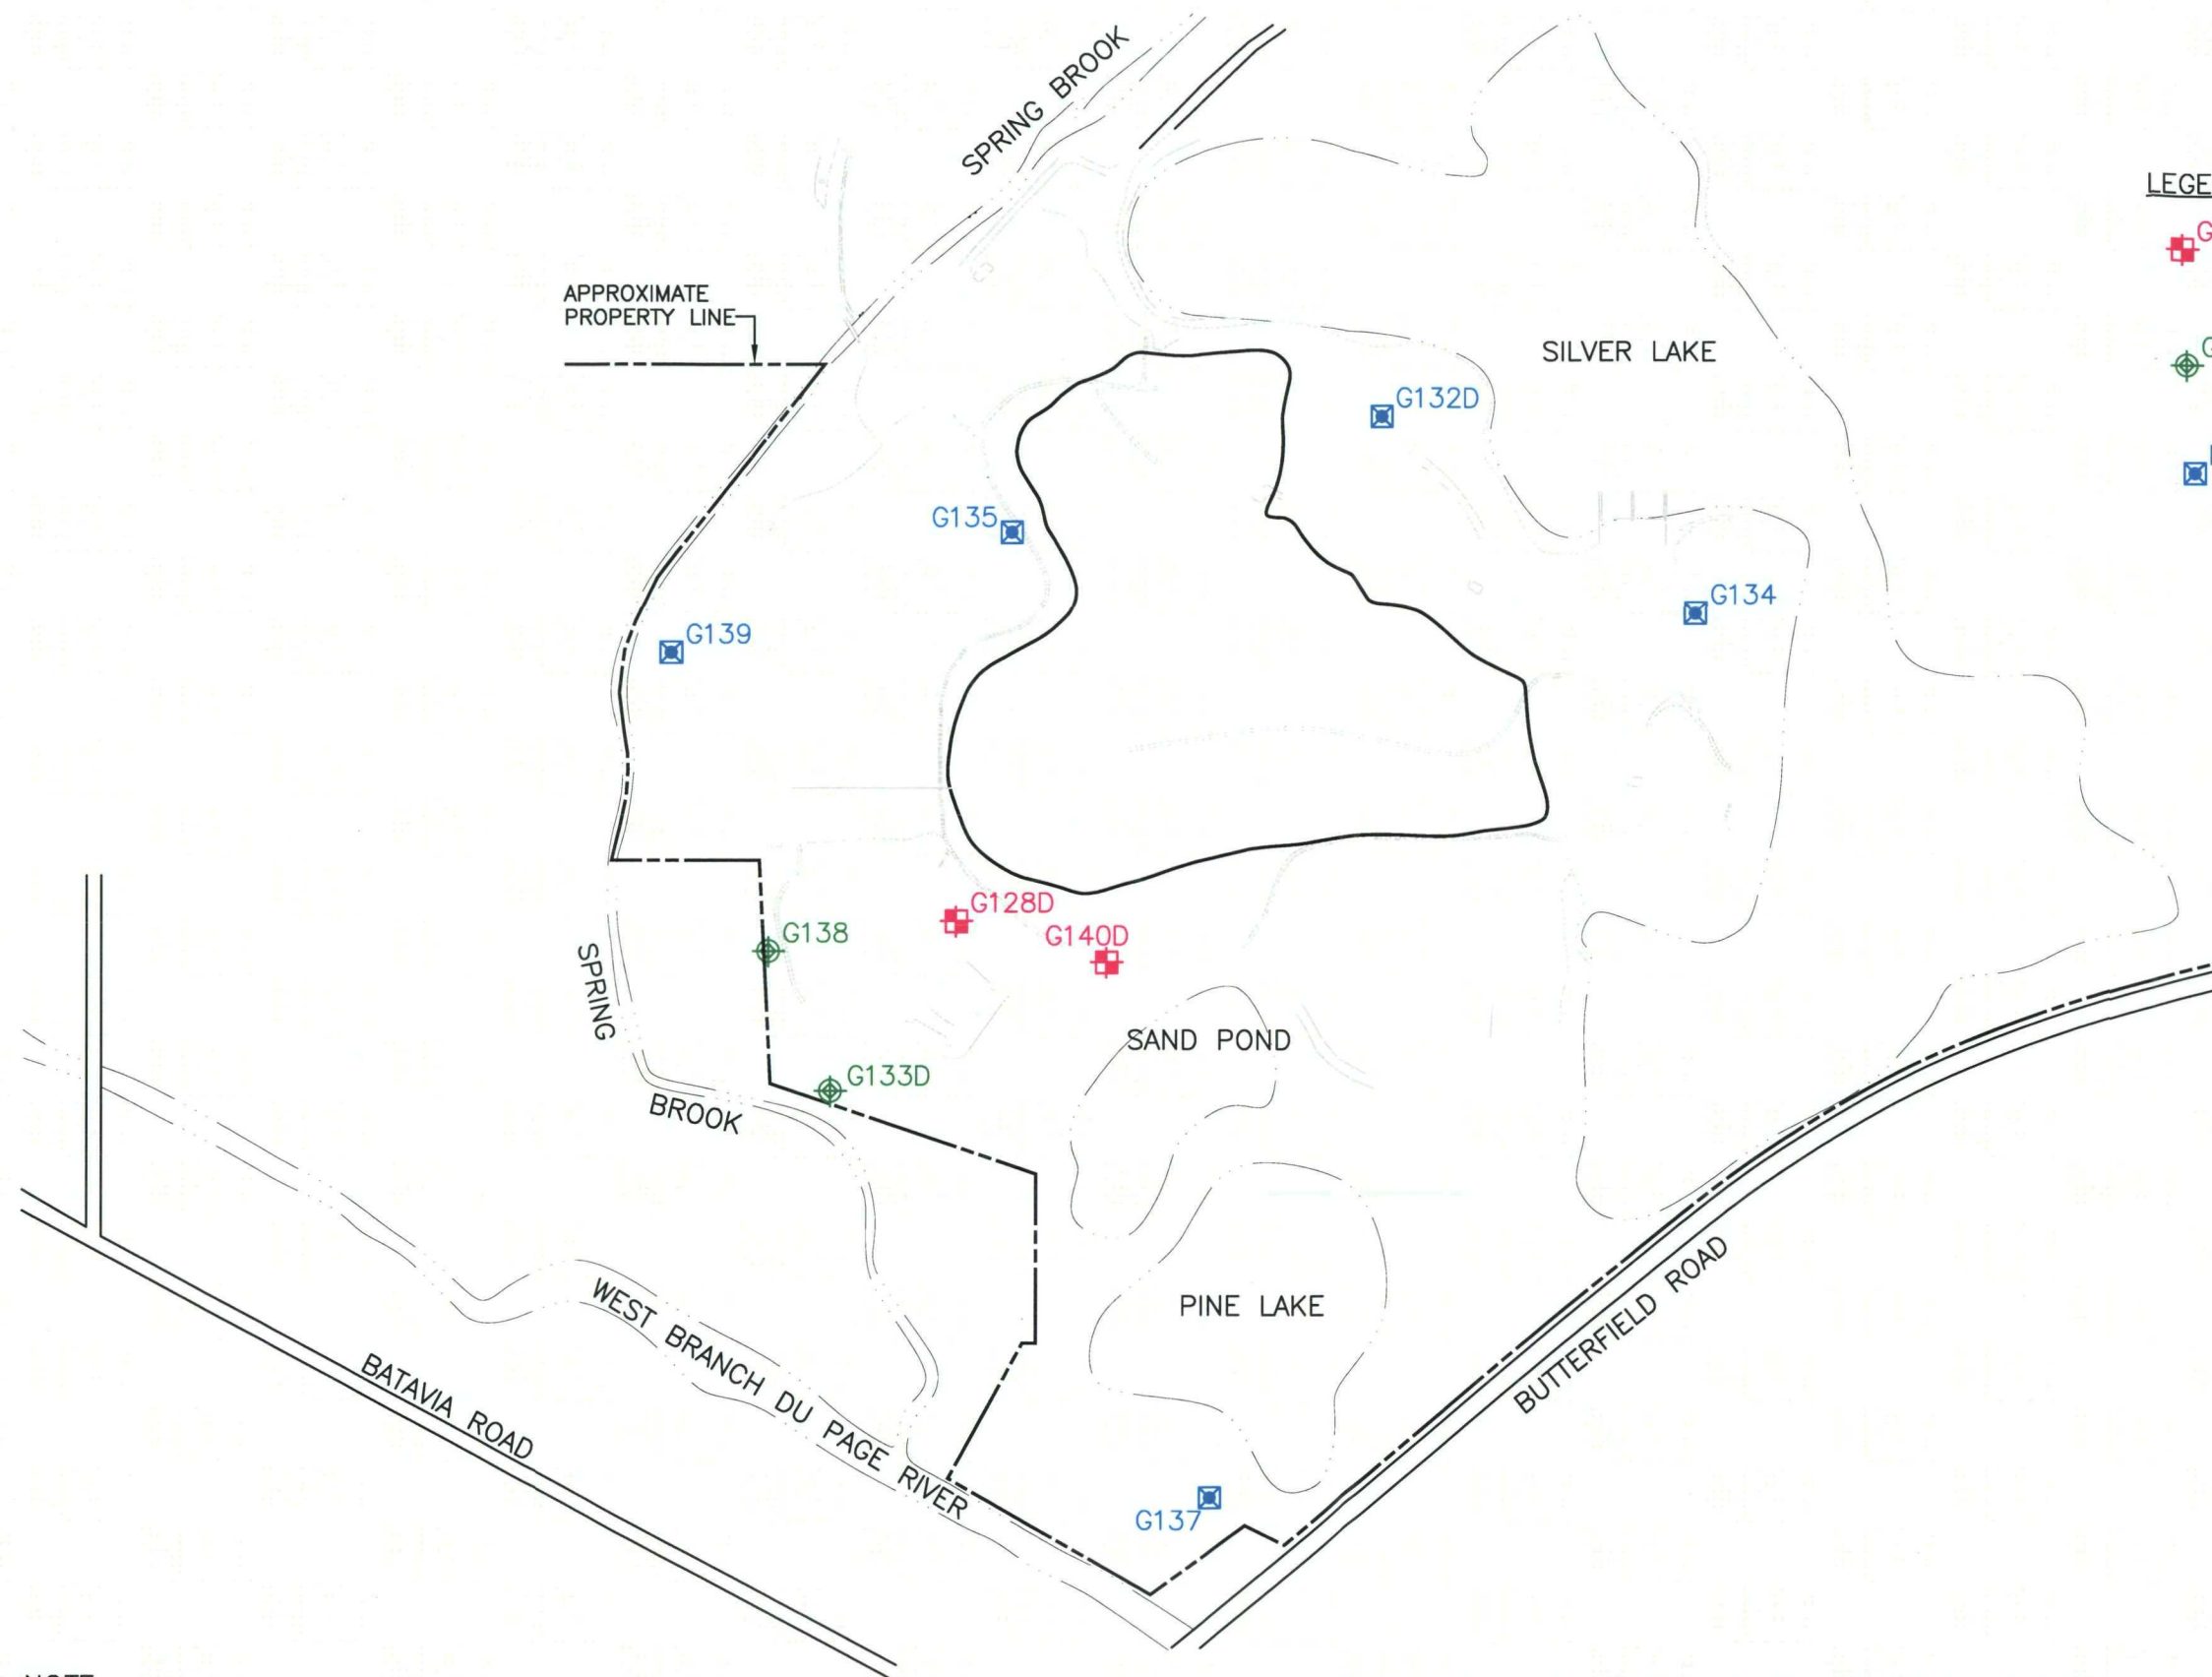 SPRING BROOK
LEGE
G
APPROXIMATE
PROPERTY LINE
G
SILVER LAKE
G132D
G135
G134
G139
G128D
G138
G140D
SPRING
BROOK
SAND POND
G133D
PINE LAKE
WEST BRANCH DU PAGE RIVER
BATAVIA ROAD
BUTTERFIELD ROAD
G137